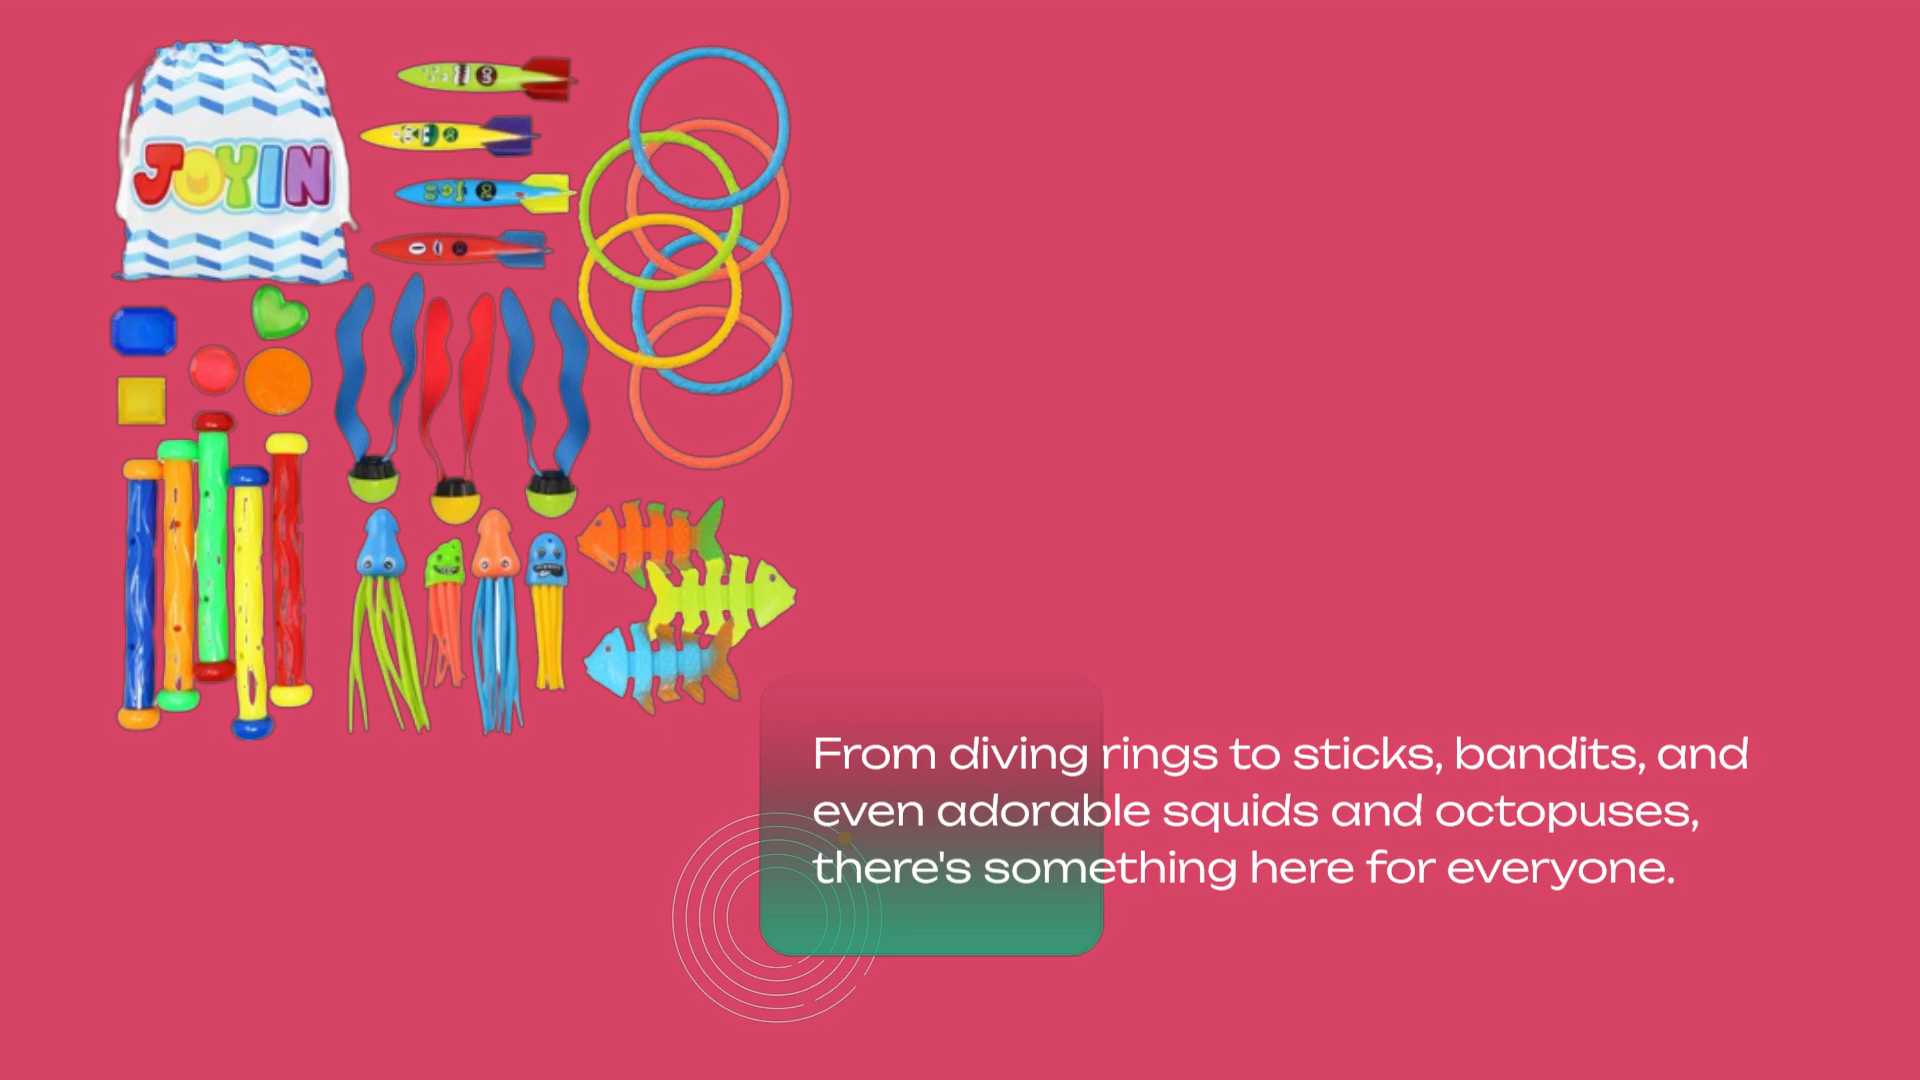 JOYIN
From diving rings to sticks, bandits, and
even adorable squids and octopuses,
there's something here for everyone.